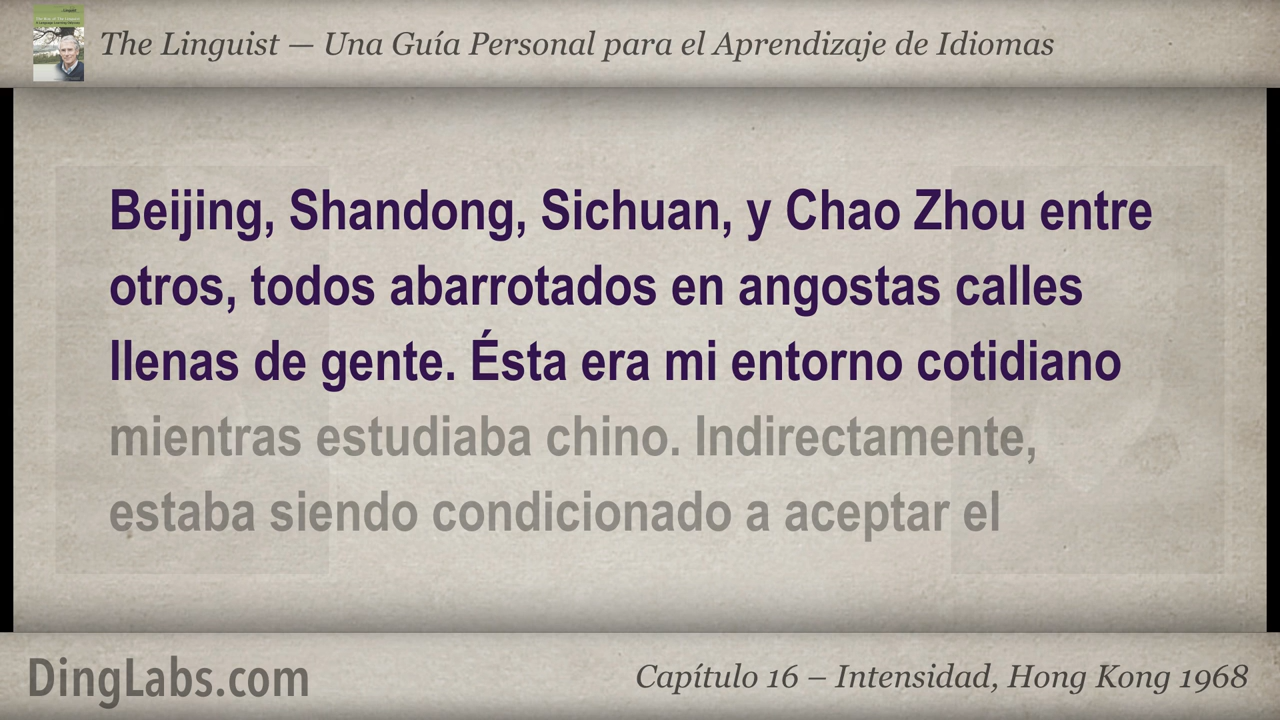 The Linguist — Una Guía Personal para el Aprendizaje de Idiomas
Beijing, Shandong, Sichuan, y Chao Zhou entre
otros, todos abarrotados en angostas calles
llenas de gente. Ésta era mi entorno cotidiano
mientras estudiaba chino. Indirectamente,
estaba siendo condicionado a aceptar el
DingLabs.com
Capítulo 16 – Intensidad, Hong Kong 1968